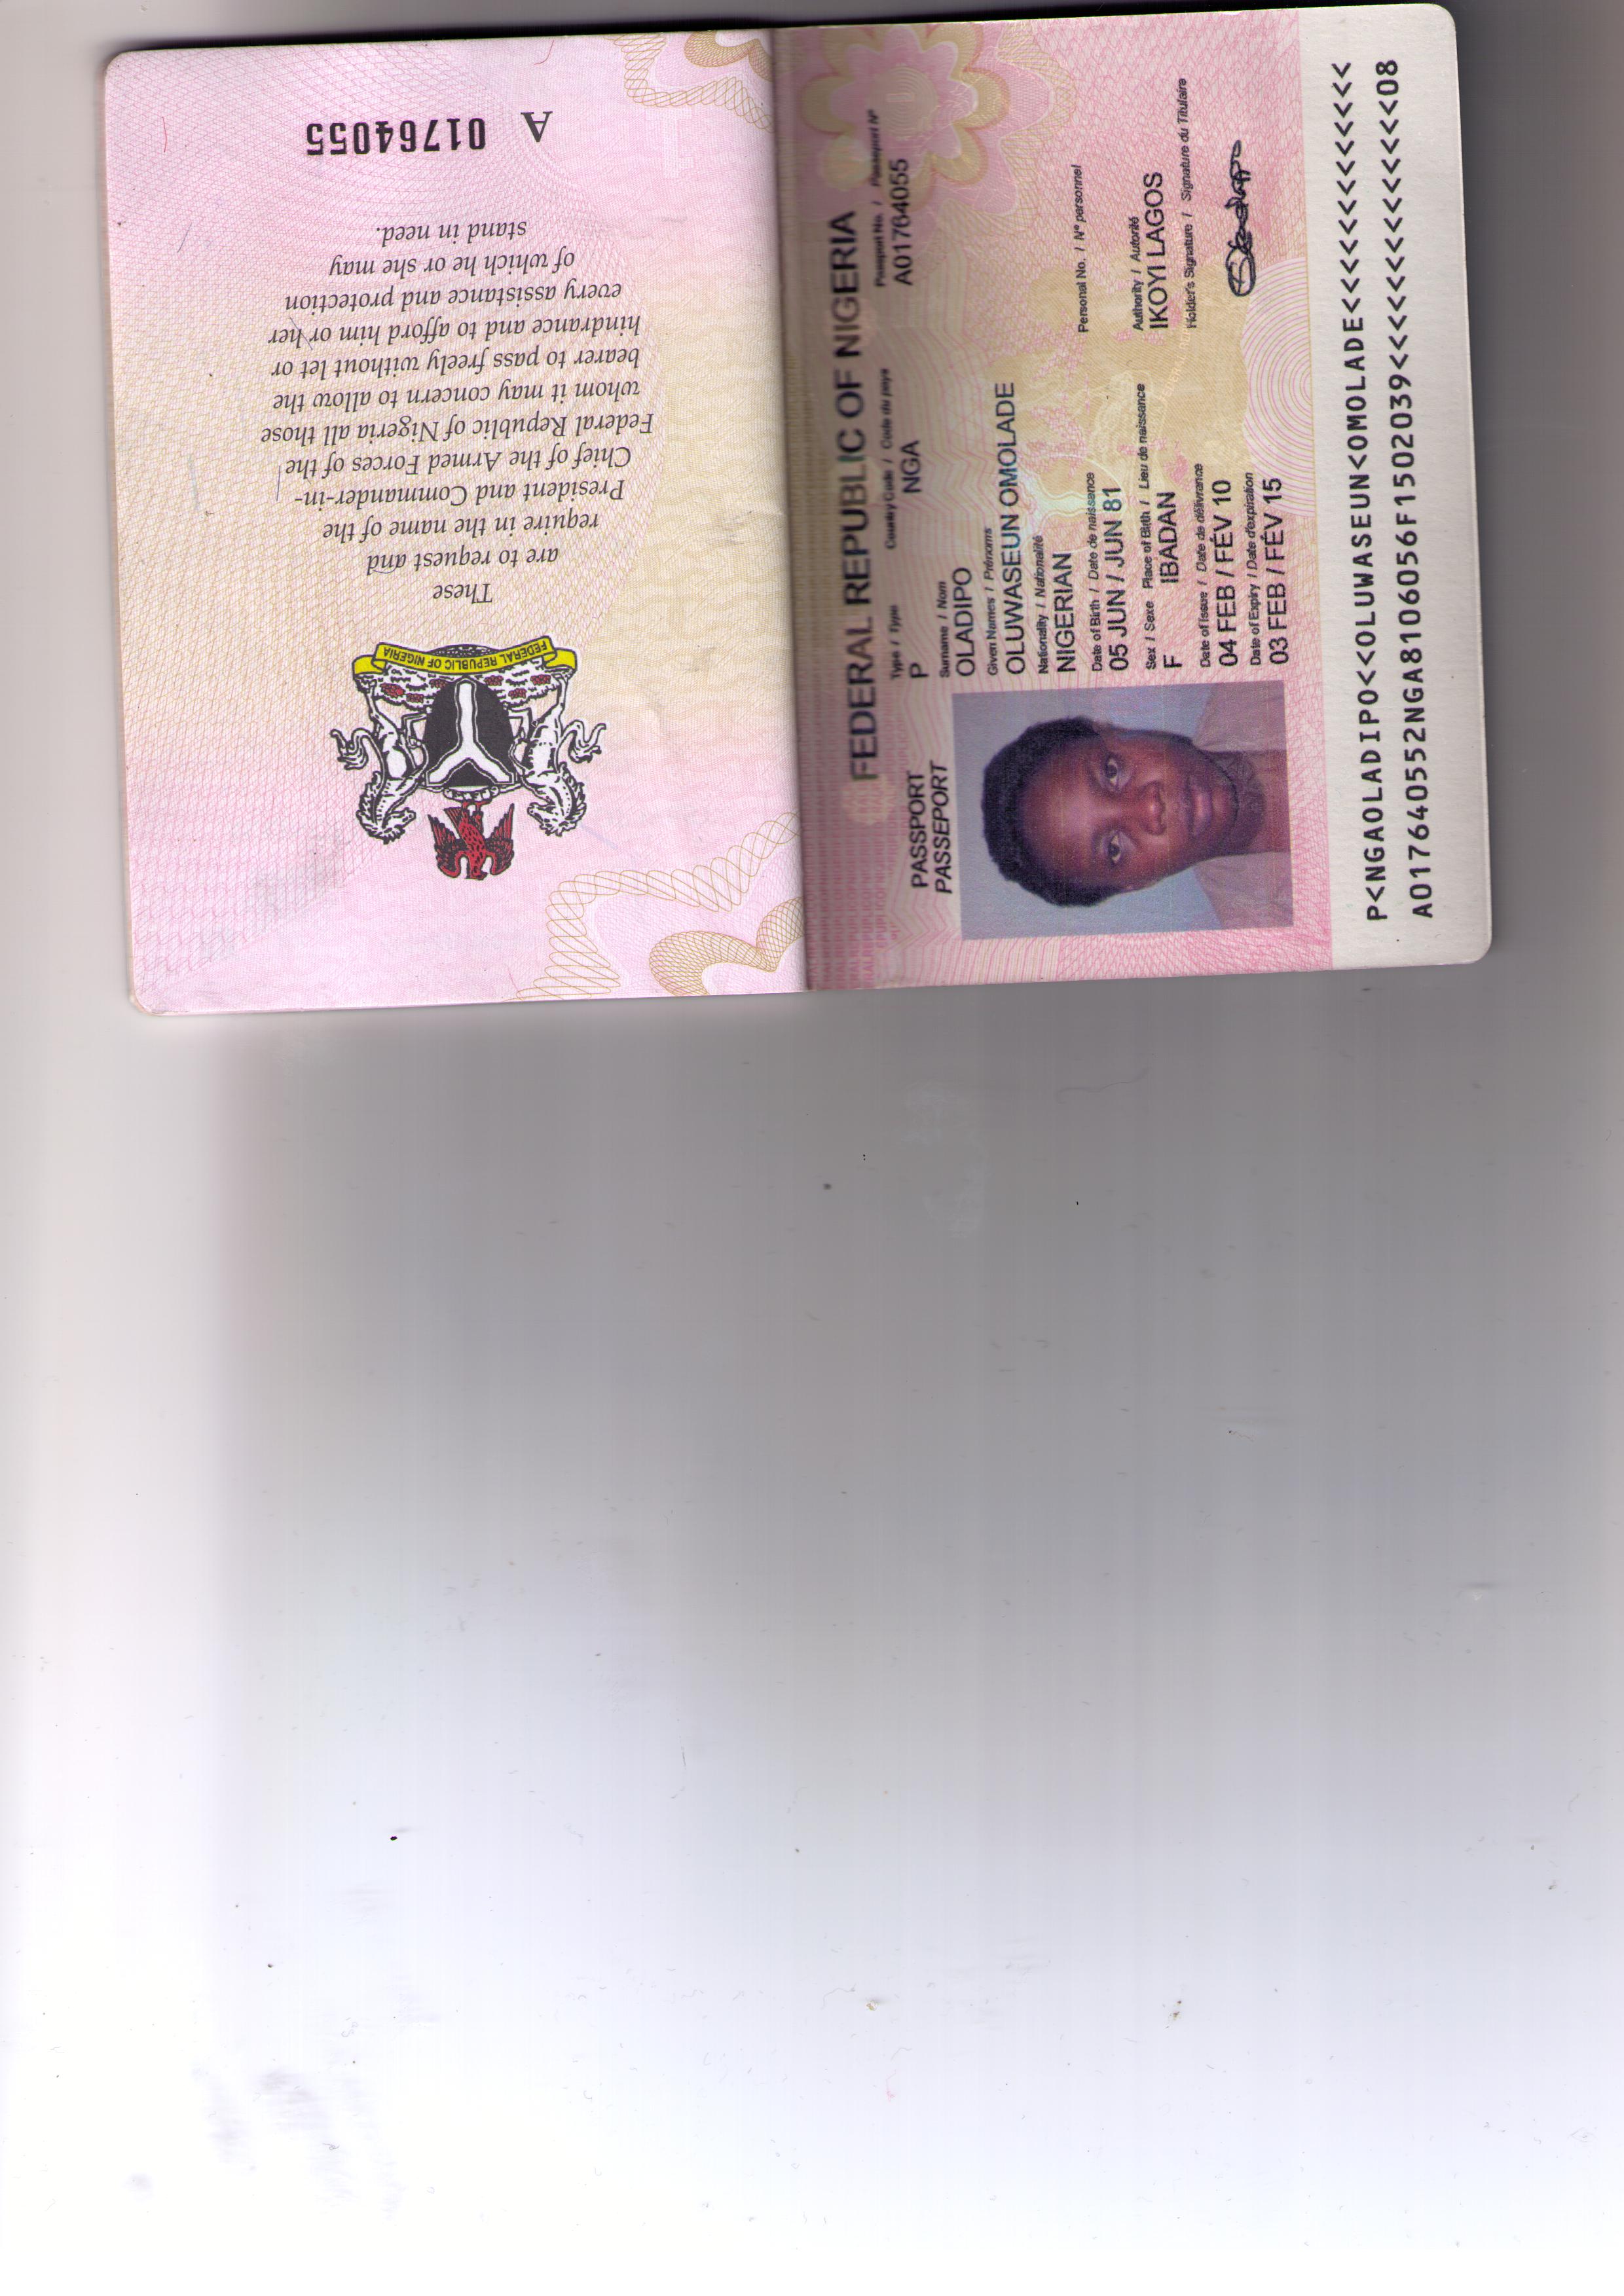 A 01764055
These
are to request and
require in the name of the
President and Commander-in-
Chief of the Armed Forces of the
Federal Republic of Nigeria all those
whom it may concern to allow the
bearer to pass freely without let or
hindrance and to afford him or her
every assistance and protection
of which he or she may
stand in need.
FEDERAL REPUBLIC OF NIGERIA
FEDERAL REPUBLIC OF NIGERIA
PASSPORT
PASSEPORT
Type / Type
P
Country Code / Code du pays
NGA
Passport No. / Passeport Nº
A01764055
Surname / Nom
OLADIPO
Given Names / Prénoms
OLUWASEUN OMOLADE
Nationality / Nationalité
NIGERIAN
Date of Birth / Date de naissance
05 JUN / JUN 81
Personal No. / Nº personnel
Sex / Sexe
F
Place of Birth / Lieu de naissance
IBADAN
Authority / Autorité
IKOYI LAGOS
Date of Issue / Date de délivrance
04 FEB / FÉV 10
Holder's Signature / Signature du Titulaire
Date of Expiry / Date d'expiration
03 FEB / FÉV 15
P<NGAOLADIPO<<OLUWASEUN<OMOLADE<<<<<<<<<<<<<
A017640552NGA8106056F1502039<<<<<<<<<<<<<<08